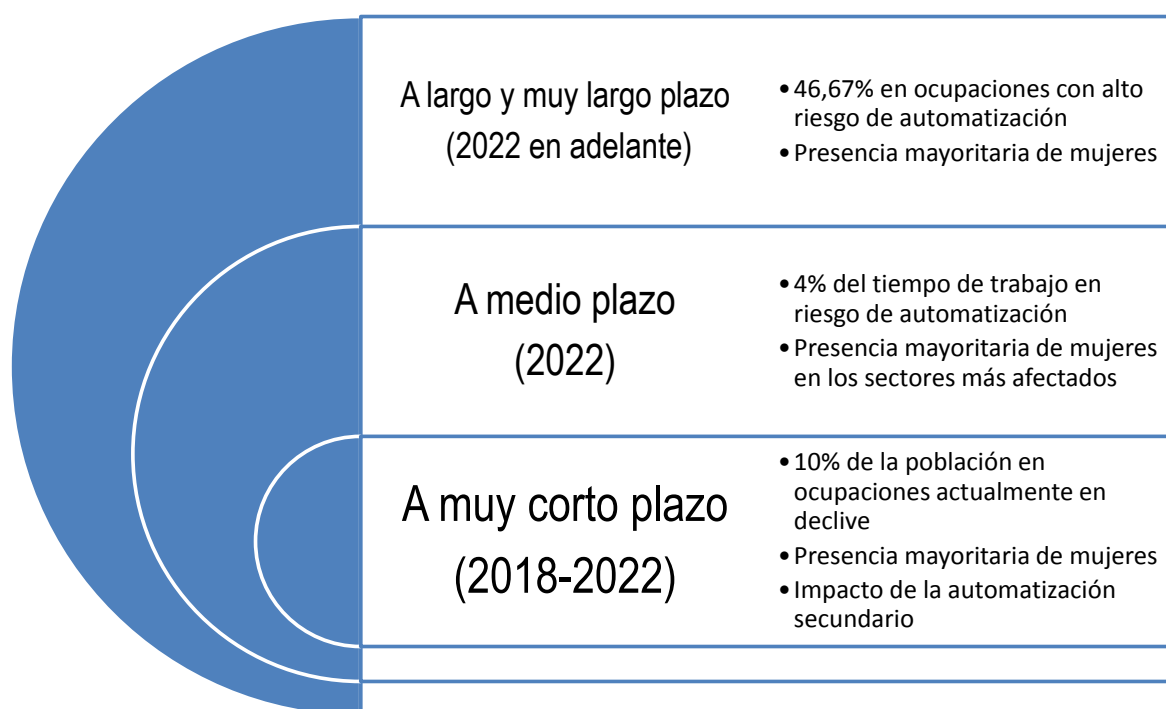 A largo y muy largo plazo
(2022 en adelante)
•46,67% en ocupaciones con alto
riesgo de automatización
•Presencia mayoritaria de mujeres
A medio plazo
(2022)
•4% del tiempo de trabajo en
riesgo de automatización
•Presencia mayoritaria de mujeres
en los sectores más afectados
A muy corto plazo
(2018-2022)
•10% de la población en
ocupaciones actualmente en
declive
•Presencia mayoritaria de mujeres
•Impacto de la automatización
secundario